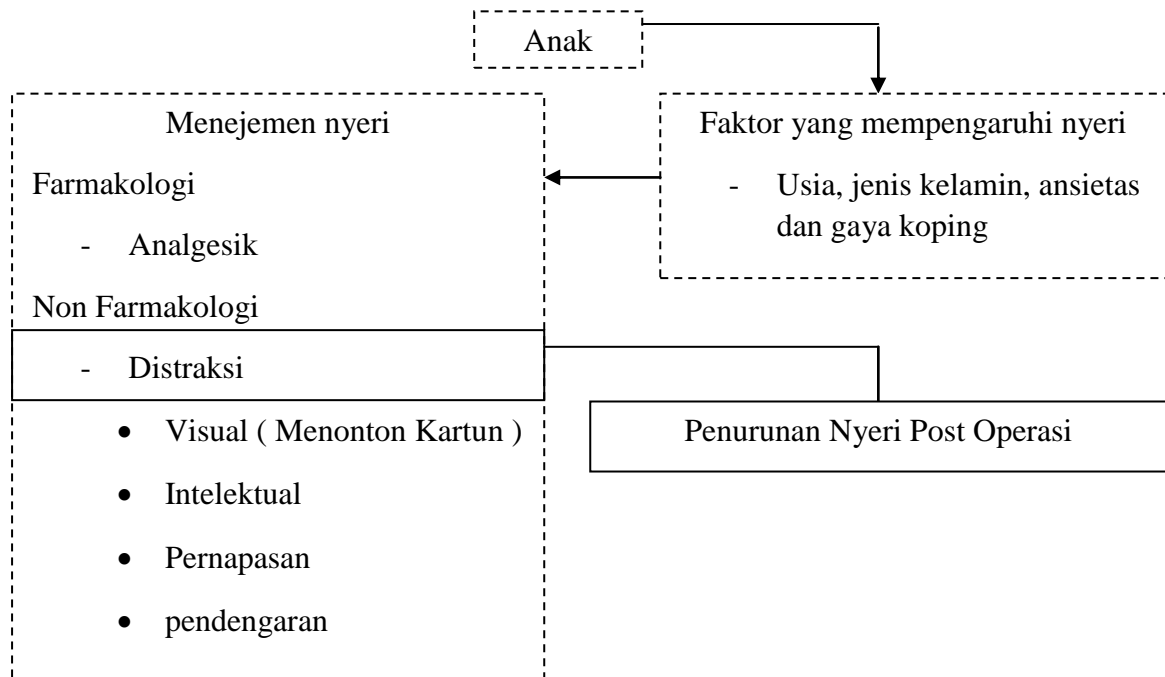 Anak
Menejemen nyeri
Farmakologi
- Analgesik
Non Farmakologi
- Distraksi
• Visual ( Menonton Kartun )
• Intelektual
• Pernapasan
• pendengaran
Faktor yang mempengaruhi nyeri
- Usia, jenis kelamin, ansietas
dan gaya koping
Penurunan Nyeri Post Operasi